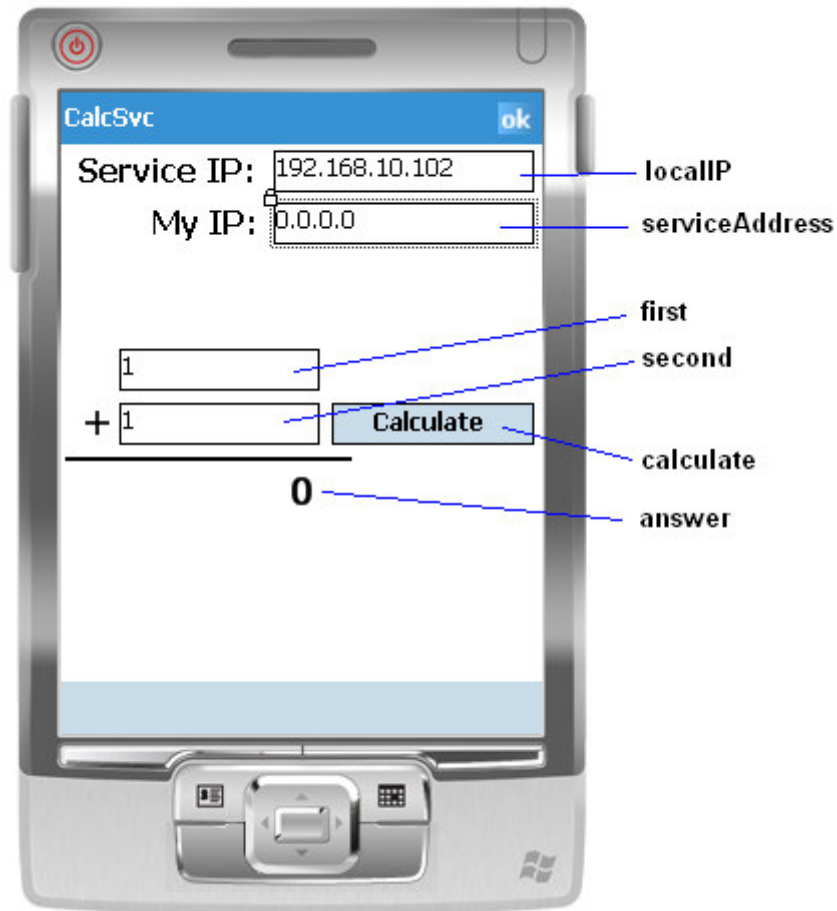 CalcSvc ok
Service IP: 192.168.10.102 localIP
My IP: 0.0.0.0 serviceAddress
first
1 second
+ 1 Calculate
calculate
0 answer